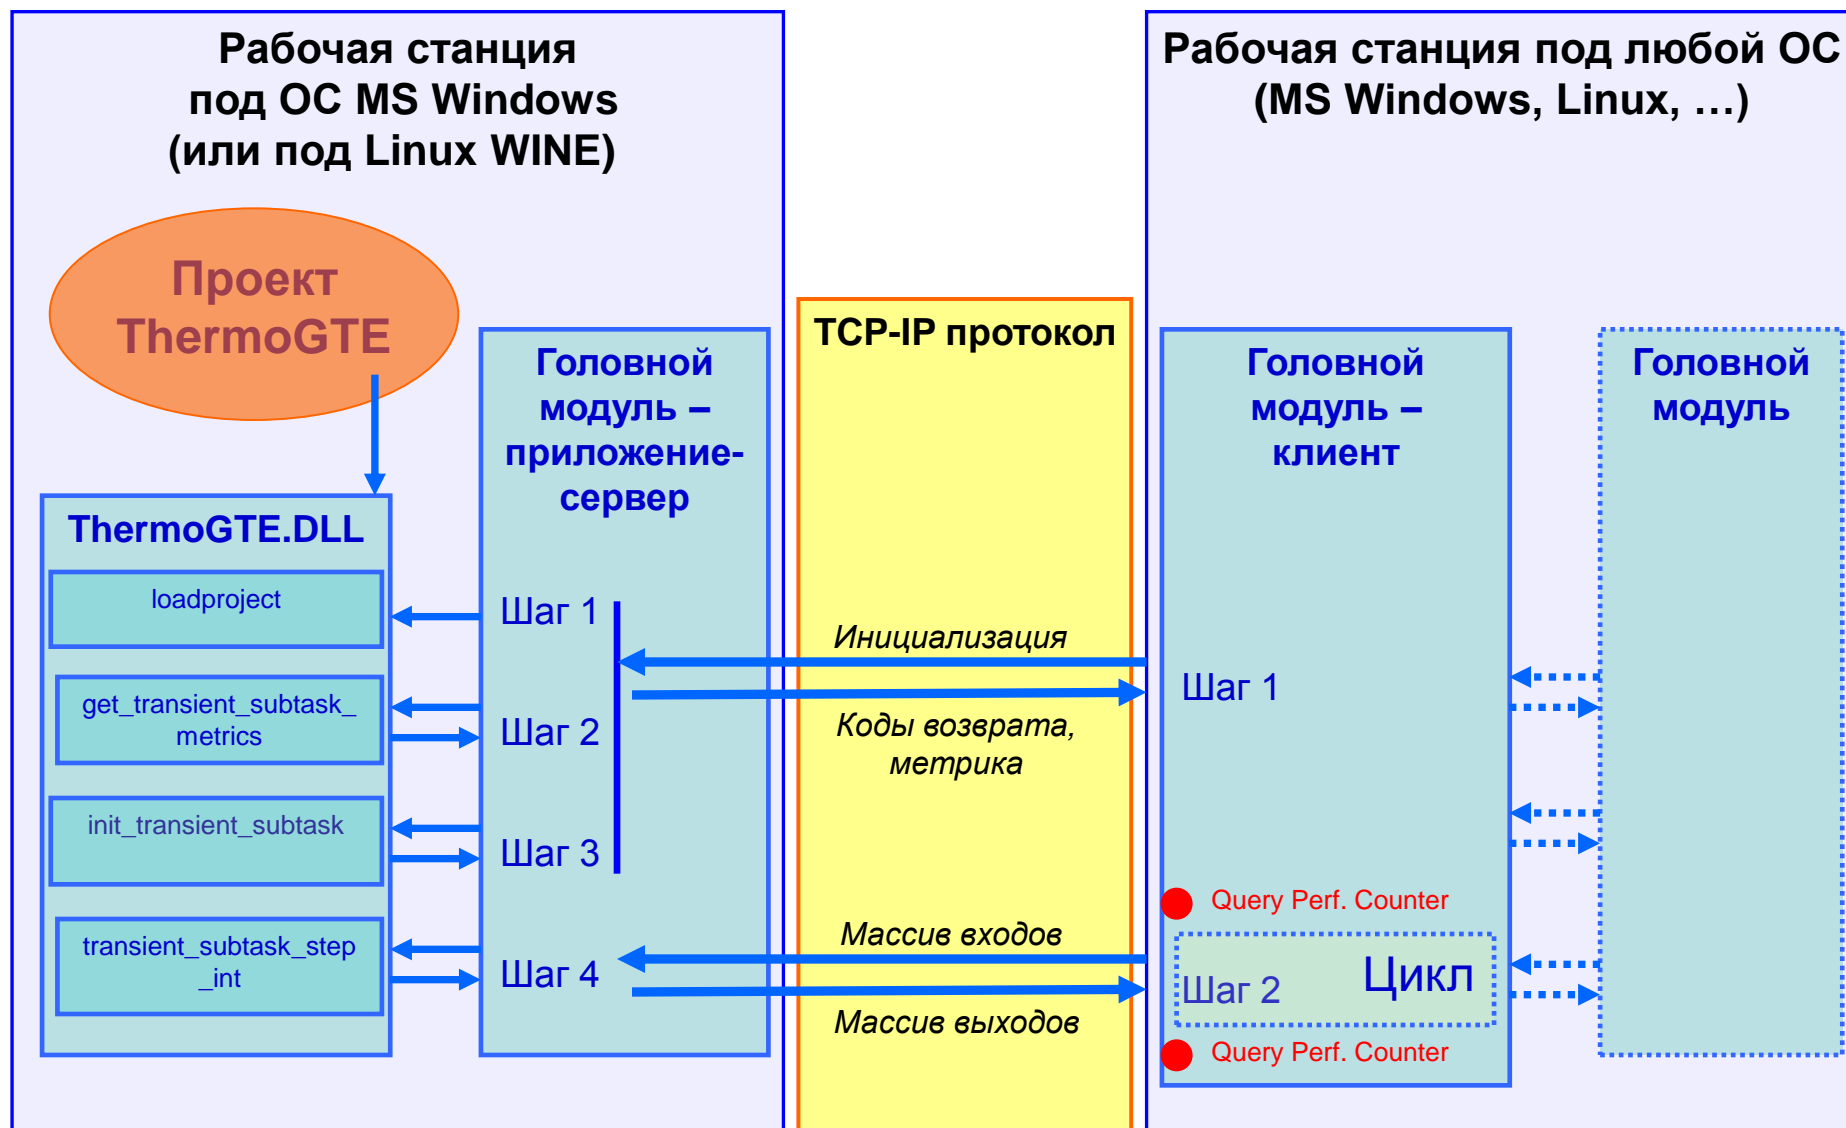 Рабочая станция
под ОС MS Windows
(или под Linux WINE)
Рабочая станция под любой ОС
(MS Windows, Linux, …)
Проект
ThermoGTE
ThermoGTE.DLL
loadproject
get_transient_subtask_
metrics
init_transient_subtask
transient_subtask_step
_int
Головной
модуль –
приложение-
сервер
Шаг 1
Шаг 2
Шаг 3
Шаг 4
TCP-IP протокол
Инициализация
Коды возврата,
метрика
Массив входов
Массив выходов
Головной
модуль –
клиент
Шаг 1
Query Perf. Counter
Шаг 2
Цикл
Query Perf. Counter
Головной
модуль